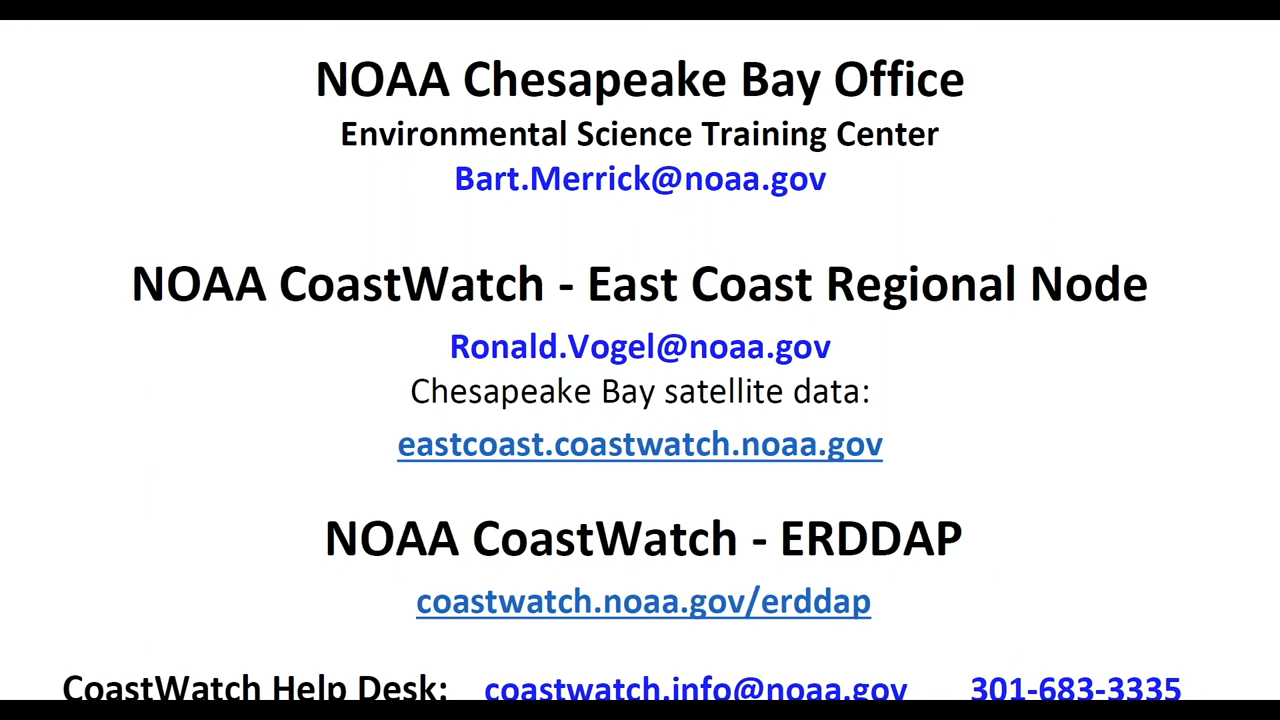 NOAA Chesapeake Bay Office
Environmental Science Training Center
Bart.Merrick@noaa.gov
NOAA CoastWatch - East Coast Regional Node
Ronald.Vogel@noaa.gov
Chesapeake Bay satellite data:
eastcoast.coastwatch.noaa.gov
NOAA CoastWatch - ERDDAP
coastwatch.noaa.gov/erddap
CoastWatch Help Desk: coastwatch.info@noaa.gov 301-683-3335